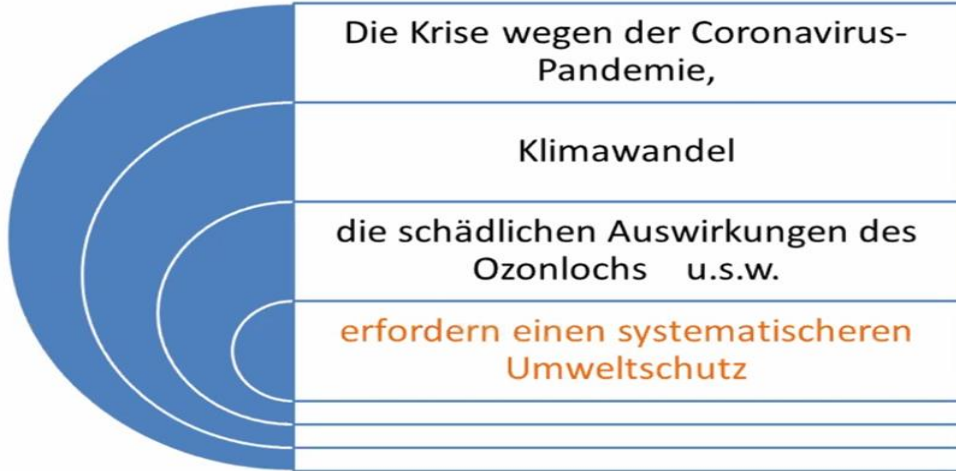 Die Krise wegen der Coronavirus-
Pandemie,
Klimawandel
die schädlichen Auswirkungen des
Ozonlochs u.s.w.
erfordern einen systematischeren
Umweltschutz